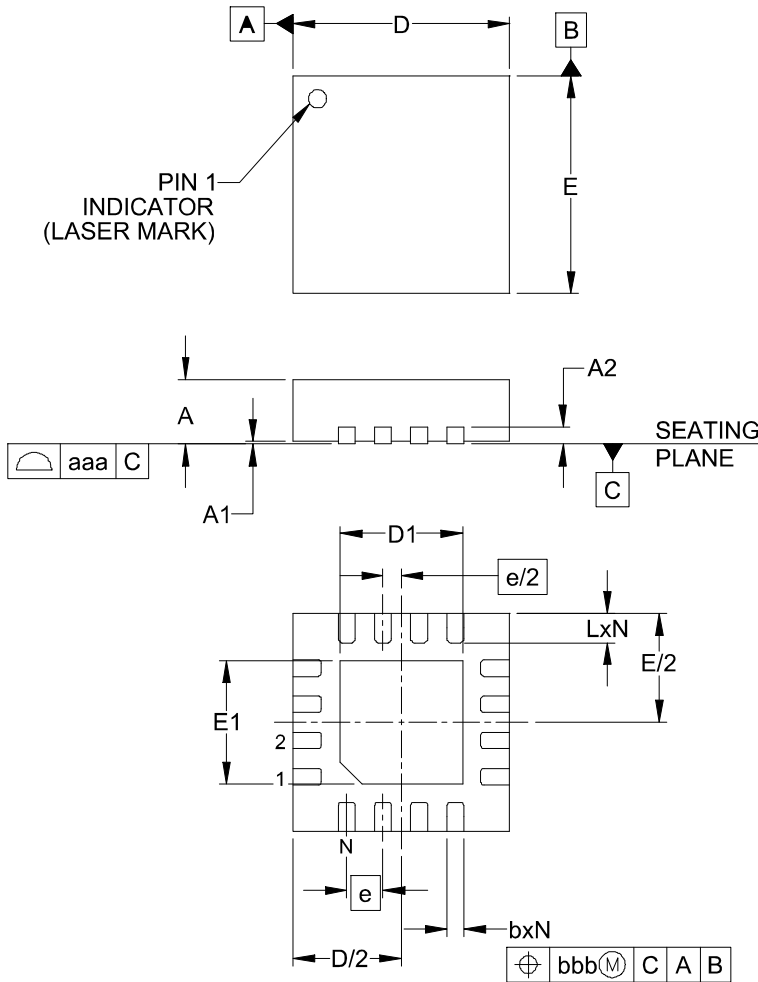 A
D
B
PIN 1
INDICATOR
(LASER MARK)
E
A2
A
SEATING
PLANE
aaa C
C
A1
D1
e/2
LxN
E/2
E1
2
1
N
e
bxN
D/2
bbb Ⓜ C A B